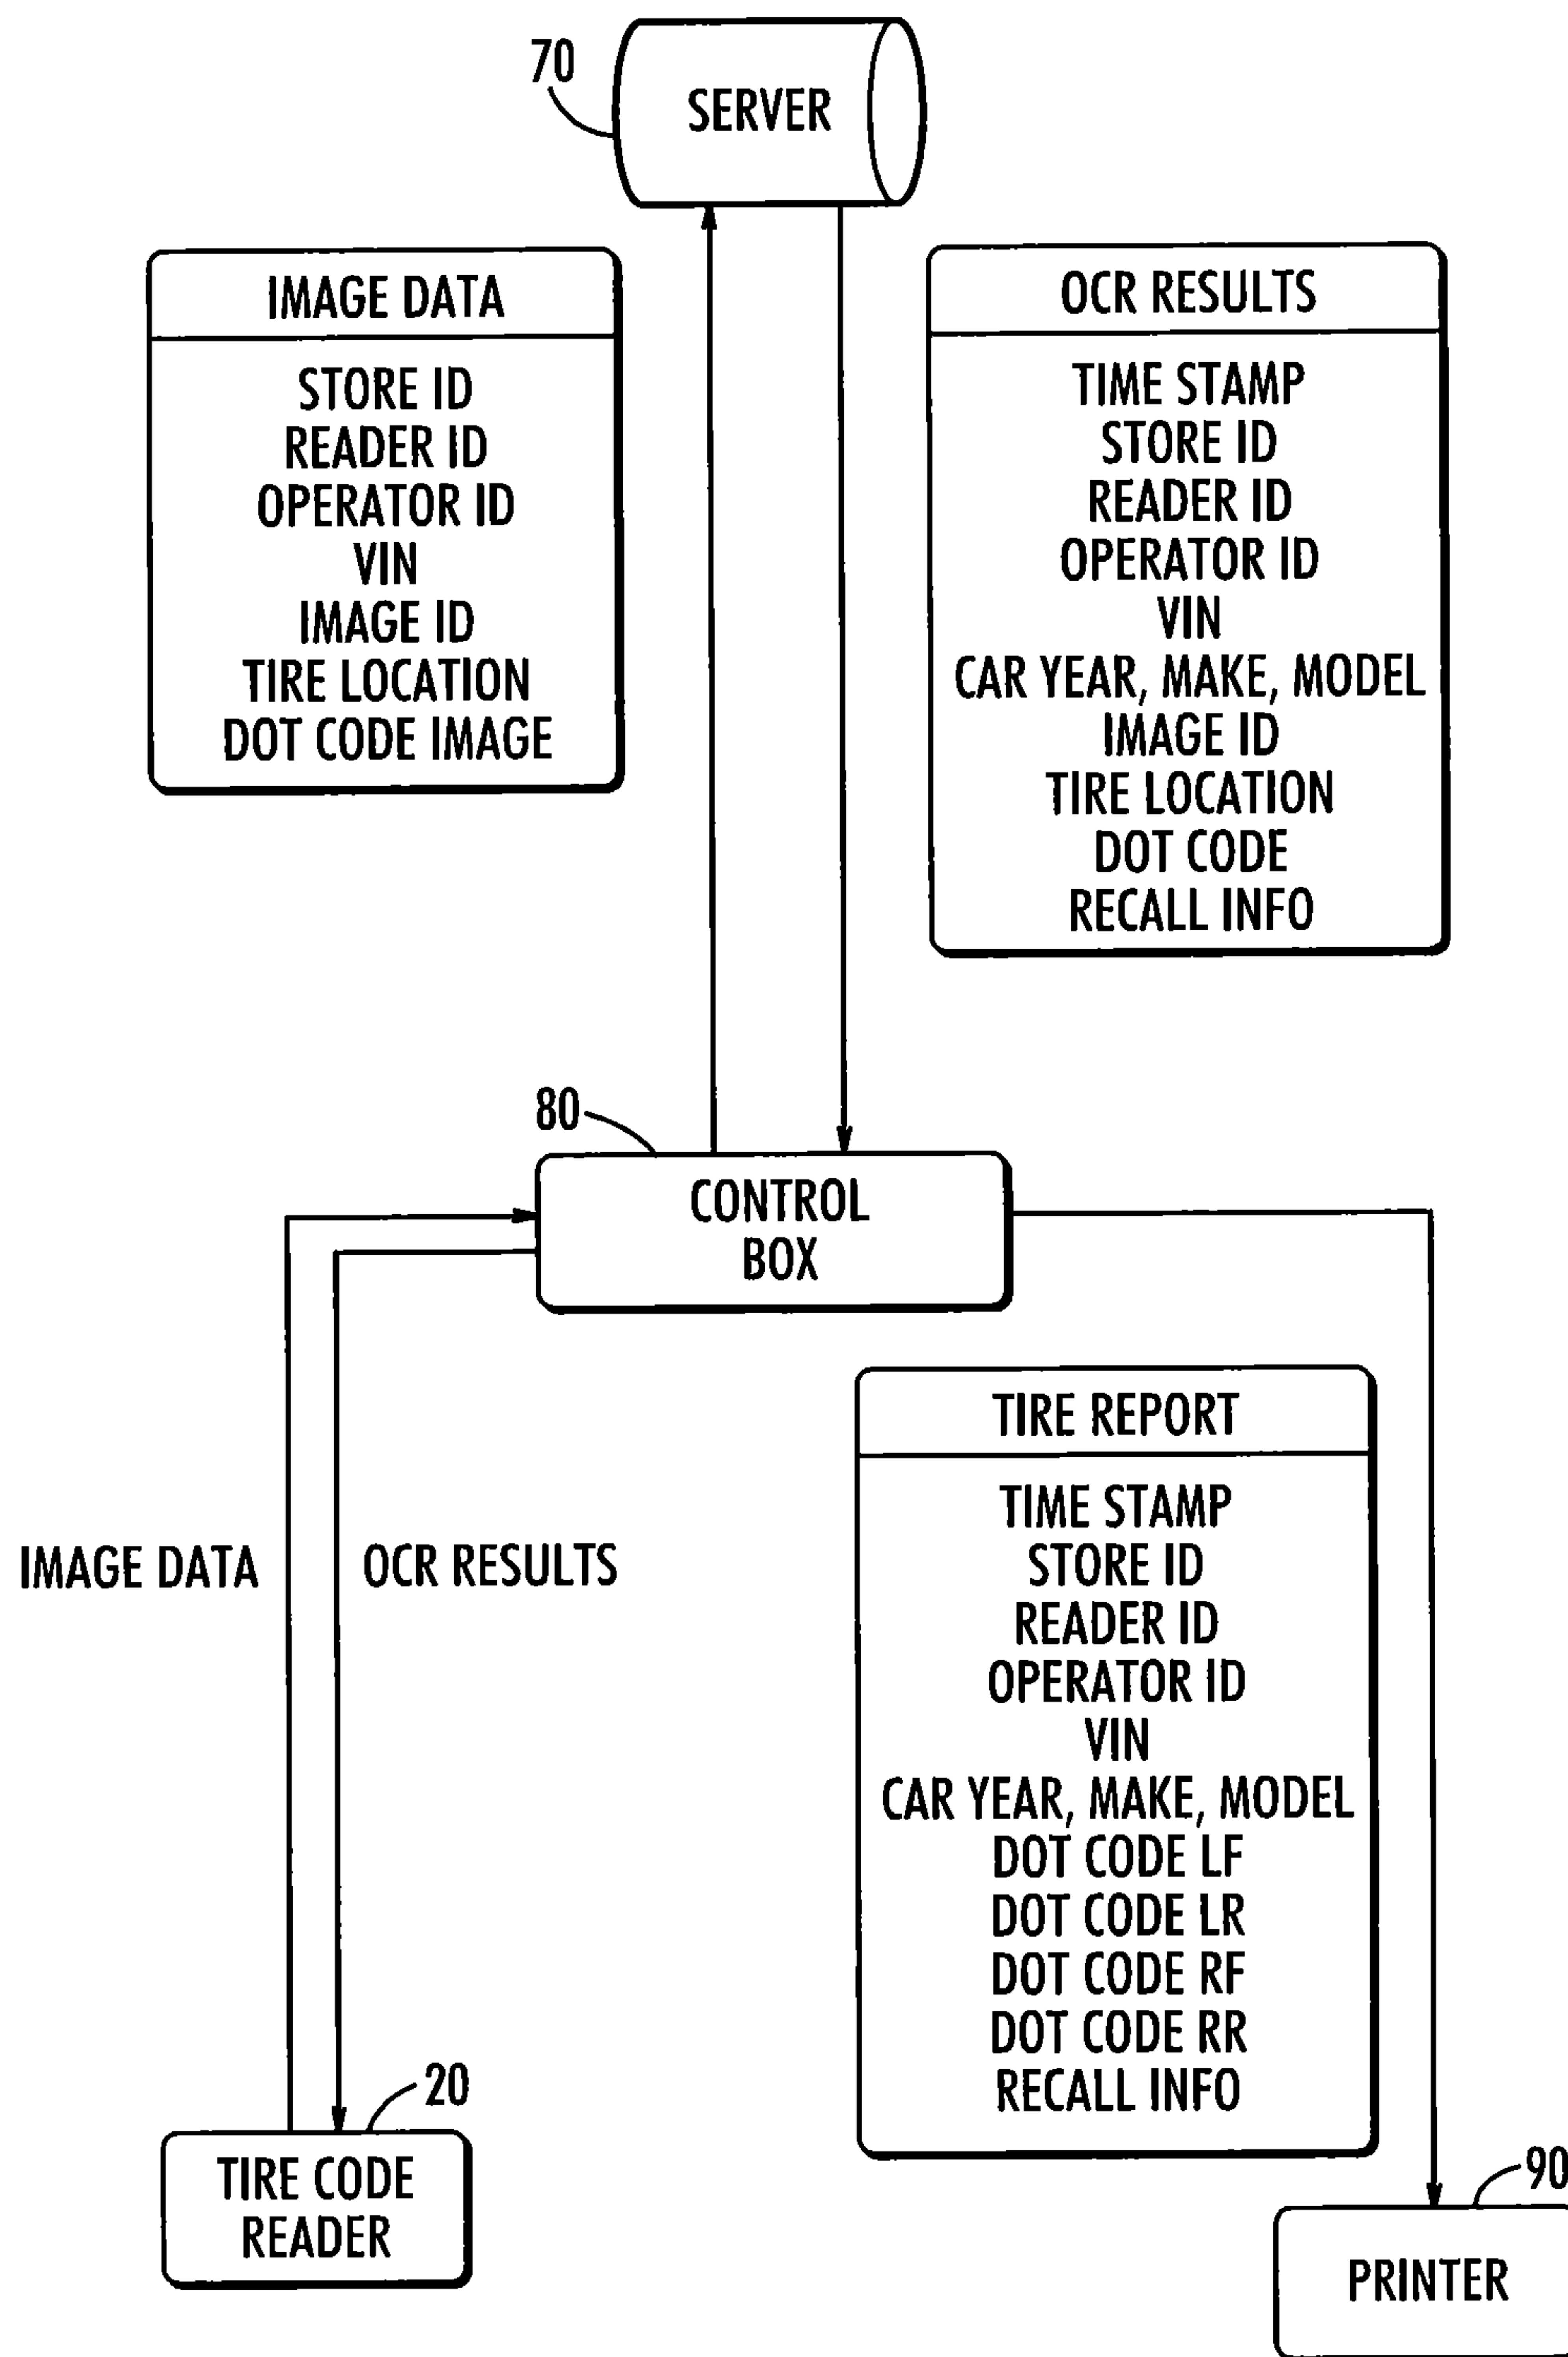 70
SERVER
IMAGE DATA
STORE ID
READER ID
OPERATOR ID
VIN
IMAGE ID
TIRE LOCATION
DOT CODE IMAGE
OCR RESULTS
TIME STAMP
STORE ID
READER ID
OPERATOR ID
VIN
CAR YEAR, MAKE, MODEL
IMAGE ID
TIRE LOCATION
DOT CODE
RECALL INFO
80
CONTROL
BOX
IMAGE DATA
OCR RESULTS
TIRE REPORT
TIME STAMP
STORE ID
READER ID
OPERATOR ID
VIN
CAR YEAR, MAKE, MODEL
DOT CODE LF
DOT CODE LR
DOT CODE RF
DOT CODE RR
RECALL INFO
20
TIRE CODE
READER
90
PRINTER